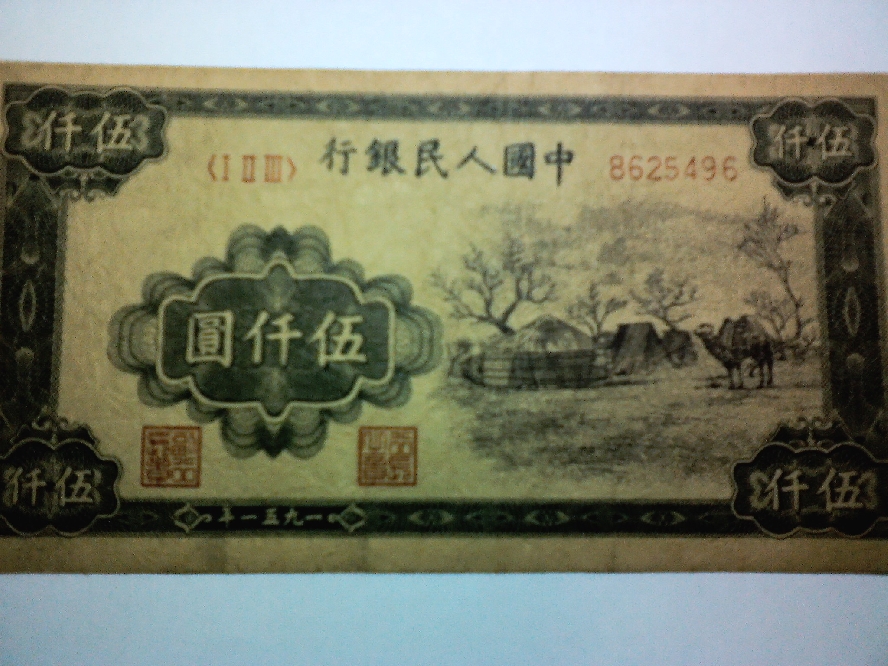 伍仟 伍仟
中國人民銀行
〈I II III〉 8625496
伍仟圓
伍仟 伍仟
一九五一年